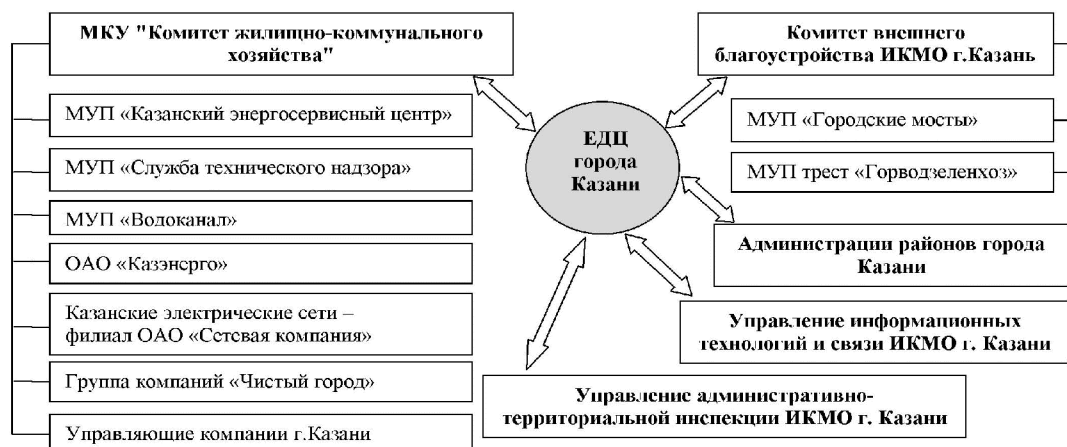 МКУ "Комитет жилищно-коммунального
хозяйства"
МУП «Казанский энергосервисный центр»
МУП «Служба технического надзора»
МУП «Водоканал»
ОАО «Казэнерго»
Казанские электрические сети –
филиал ОАО «Сетевая компания»
Группа компаний «Чистый город»
Управляющие компании г.Казани
ЕДЦ
города
Казани
Комитет внешнего
благоустройства ИКМО г.Казань
МУП «Городские мосты»
МУП трест «Горводзеленхоз»
Администрации районов города
Казани
Управление информационных
технологий и связи ИКМО г. Казани
Управление административно-
территориальной инспекции ИКМО г. Казани